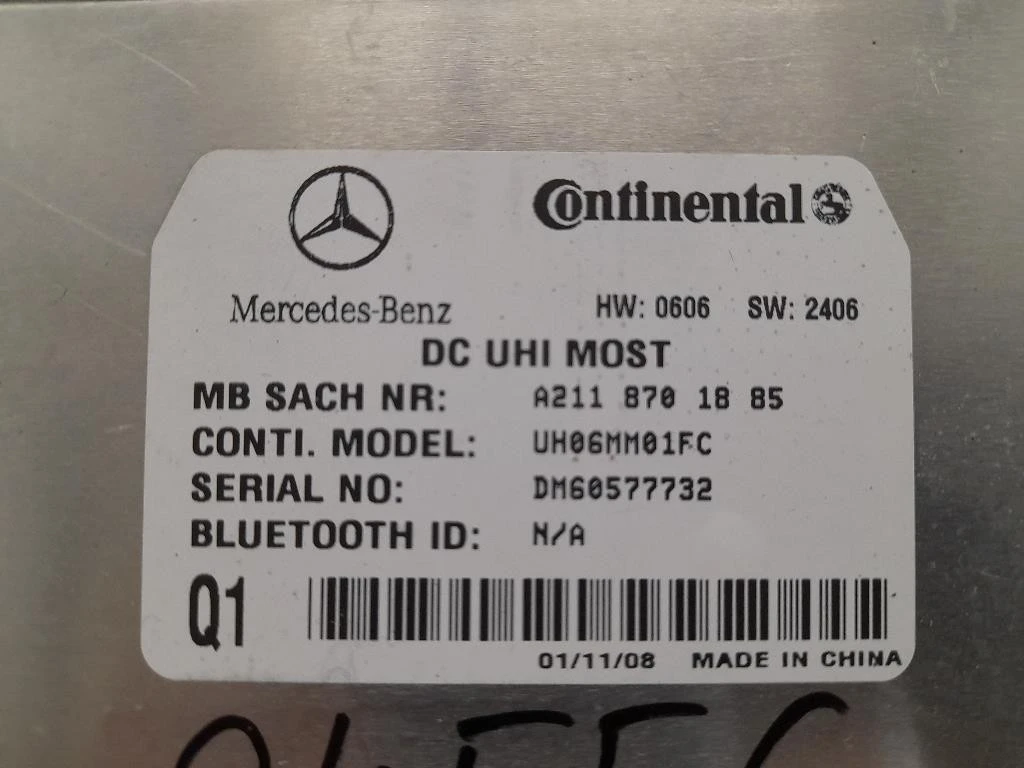 Continental
Mercedes-Benz
HW: 0606 SW: 2406
DC UHI MOST
MB SACH NR: A211 870 18 85
CONTI. MODEL: UH06MM01FC
SERIAL NO: DM60577732
BLUETOOTH ID: N/A
Q1
01/11/08 MADE IN CHINA